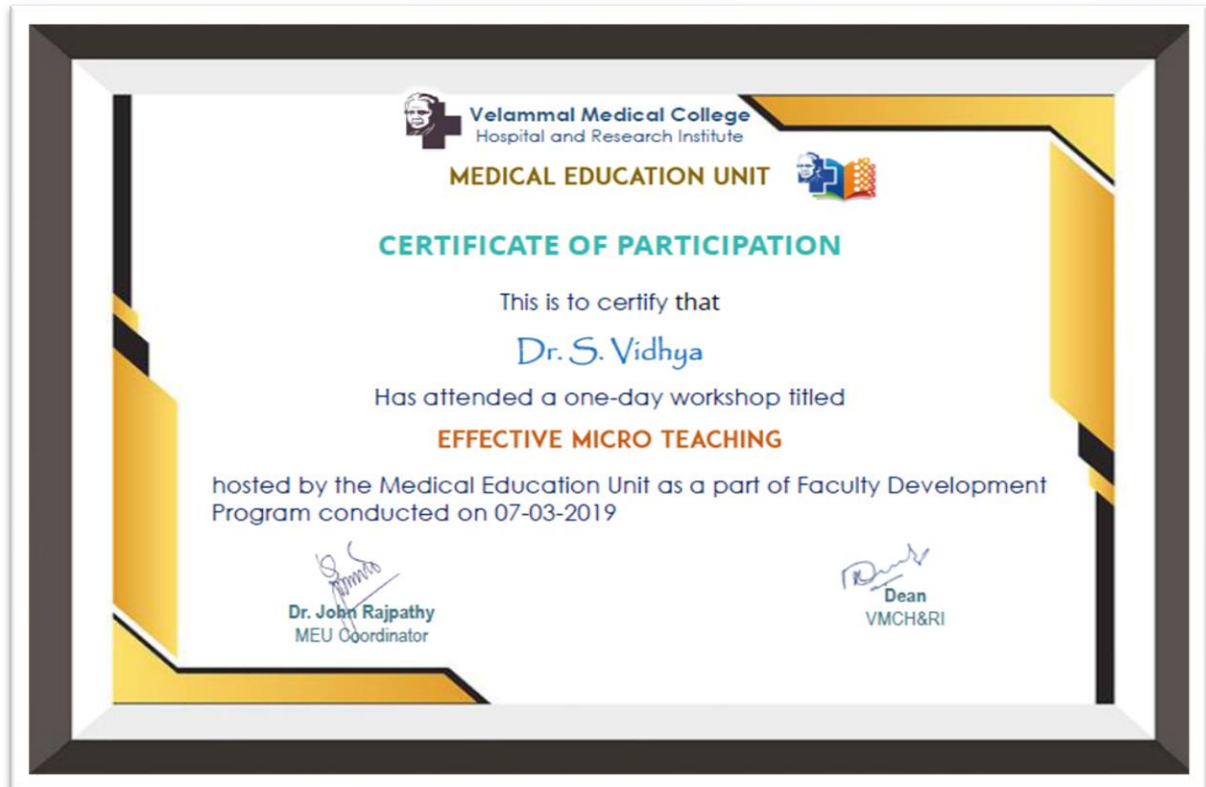 Velammal Medical College
Hospital and Research Institute
MEDICAL EDUCATION UNIT
CERTIFICATE OF PARTICIPATION
This is to certify that
Dr. S. Vidhya
Has attended a one-day workshop titled
EFFECTIVE MICRO TEACHING
hosted by the Medical Education Unit as a part of Faculty Development
Program conducted on 07-03-2019
Dr. John Rajpathy
MEU Coordinator
Dean
VMCH&RI